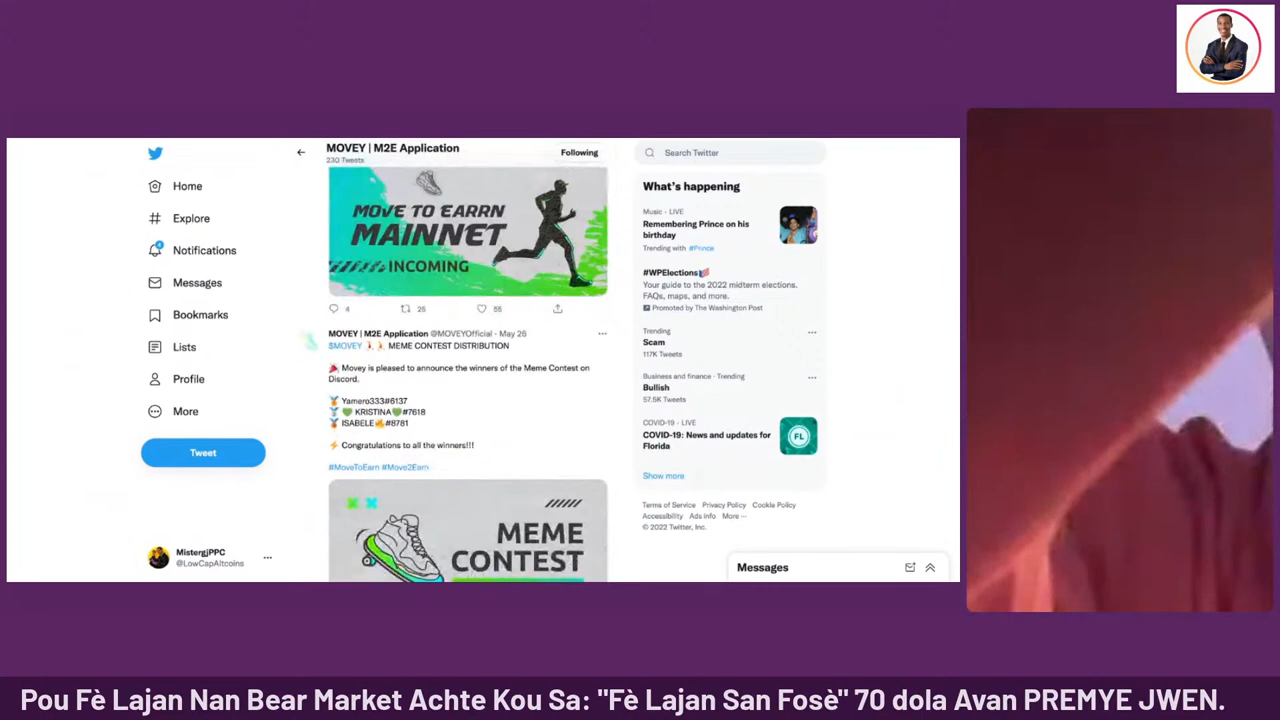 MOVEY | M2E Application
230 Tweets
Following
Search Twitter
Home
Explore
Notifications
Messages
Bookmarks
Lists
Profile
More
Tweet
MistergjPPC
@LowCapAltcoins
MOVE TO EARRN
MAINNET
INCOMING
4
25
55
MOVEY | M2E Application @MOVEYOfficial · May 26
$MOVEY 🏃🏃 MEME CONTEST DISTRIBUTION
🎉 Movey is pleased to announce the winners of the Meme Contest on
Discord.
🥇 Yamero333#6137
🥈 💚 KRISTINA💚#7618
🥉 ISABELE🔥#8781
⚡ Congratulations to all the winners!!!
#MoveToEarn #Move2Earn
MEME
CONTEST
What's happening
Music · LIVE
Remembering Prince on his
birthday
Trending with #Prince
#WPElections
Your guide to the 2022 midterm elections.
FAQs, maps, and more.
Promoted by The Washington Post
Trending
Scam
117K Tweets
Business and finance · Trending
Bullish
57.5K Tweets
COVID-19 · LIVE
COVID-19: News and updates for
Florida
FL
Show more
Terms of Service Privacy Policy Cookie Policy
Accessibility Ads info More ···
© 2022 Twitter, Inc.
Messages
Pou Fè Lajan Nan Bear Market Achte Kou Sa: "Fè Lajan San Fosè" 70 dola Avan PREMYE JWEN.